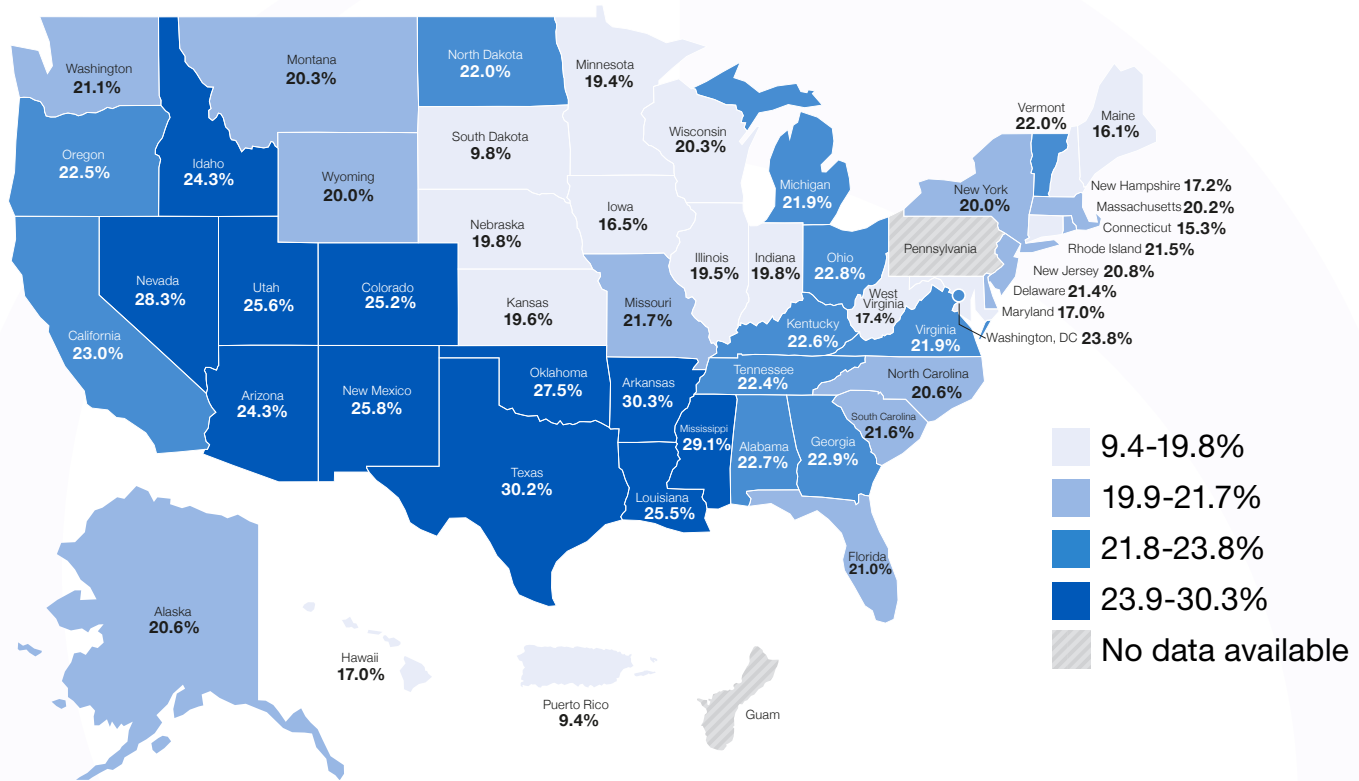 Washington
21.1%
Montana
20.3%
North Dakota
22.0%
Minnesota
19.4%
Oregon
22.5%
Idaho
24.3%
Wyoming
20.0%
South Dakota
9.8%
Wisconsin
20.3%
Michigan
21.9%
Vermont
22.0%
Maine
16.1%
New York
20.0%
New Hampshire 17.2%
Massachusetts 20.2%
Connecticut 15.3%
Rhode Island 21.5%
New Jersey 20.8%
Delaware 21.4%
Maryland 17.0%
Washington, DC 23.8%
Nebraska
19.8%
Iowa
16.5%
Illinois
19.5%
Indiana
19.8%
Ohio
22.8%
Pennsylvania
West
Virginia
17.4%
Virginia
21.9%
Nevada
28.3%
Utah
25.6%
Colorado
25.2%
Kansas
19.6%
Missouri
21.7%
Kentucky
22.6%
California
23.0%
Arizona
24.3%
New Mexico
25.8%
Oklahoma
27.5%
Arkansas
30.3%
Tennessee
22.4%
North Carolina
20.6%
South Carolina
21.6%
Mississippi
29.1%
Alabama
22.7%
Georgia
22.9%
Texas
30.2%
Louisiana
25.5%
Florida
21.0%
Alaska
20.6%
Hawaii
17.0%
Puerto Rico
9.4%
Guam
9.4-19.8%
19.9-21.7%
21.8-23.8%
23.9-30.3%
No data available